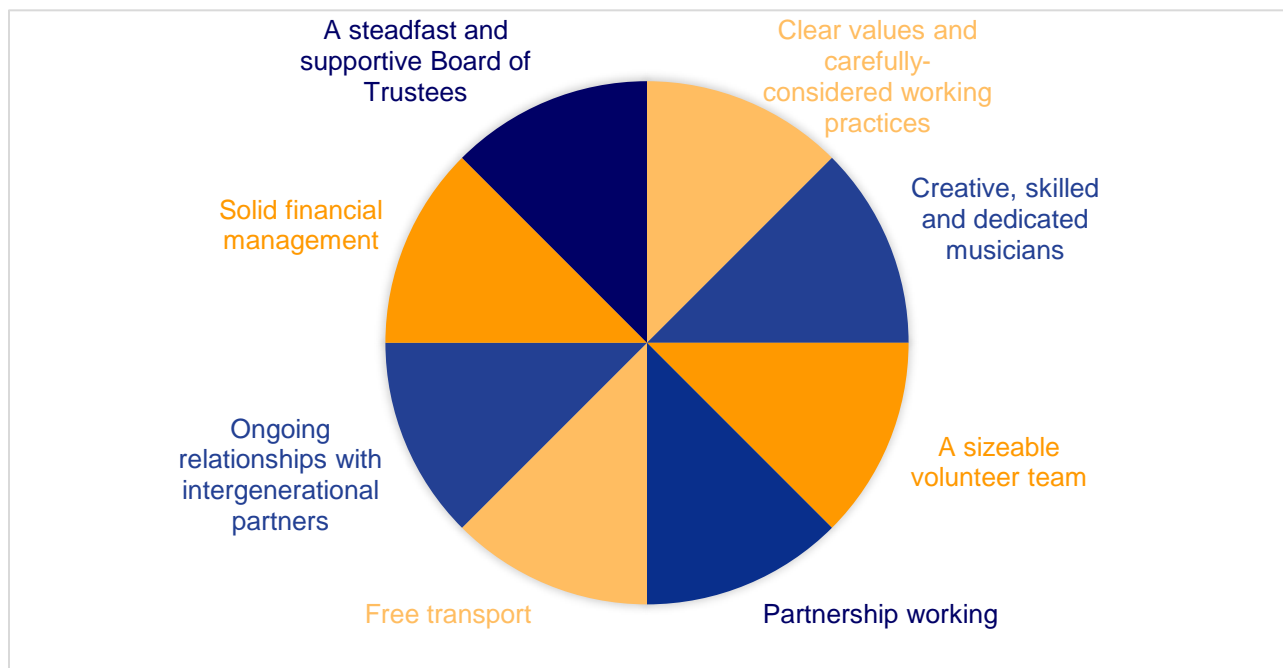 A steadfast and
supportive Board of
Trustees
Clear values and
carefully-
considered working
practices
Creative, skilled
and dedicated
musicians
Solid financial
management
A sizeable
volunteer team
Ongoing
relationships with
intergenerational
partners
Free transport
Partnership working